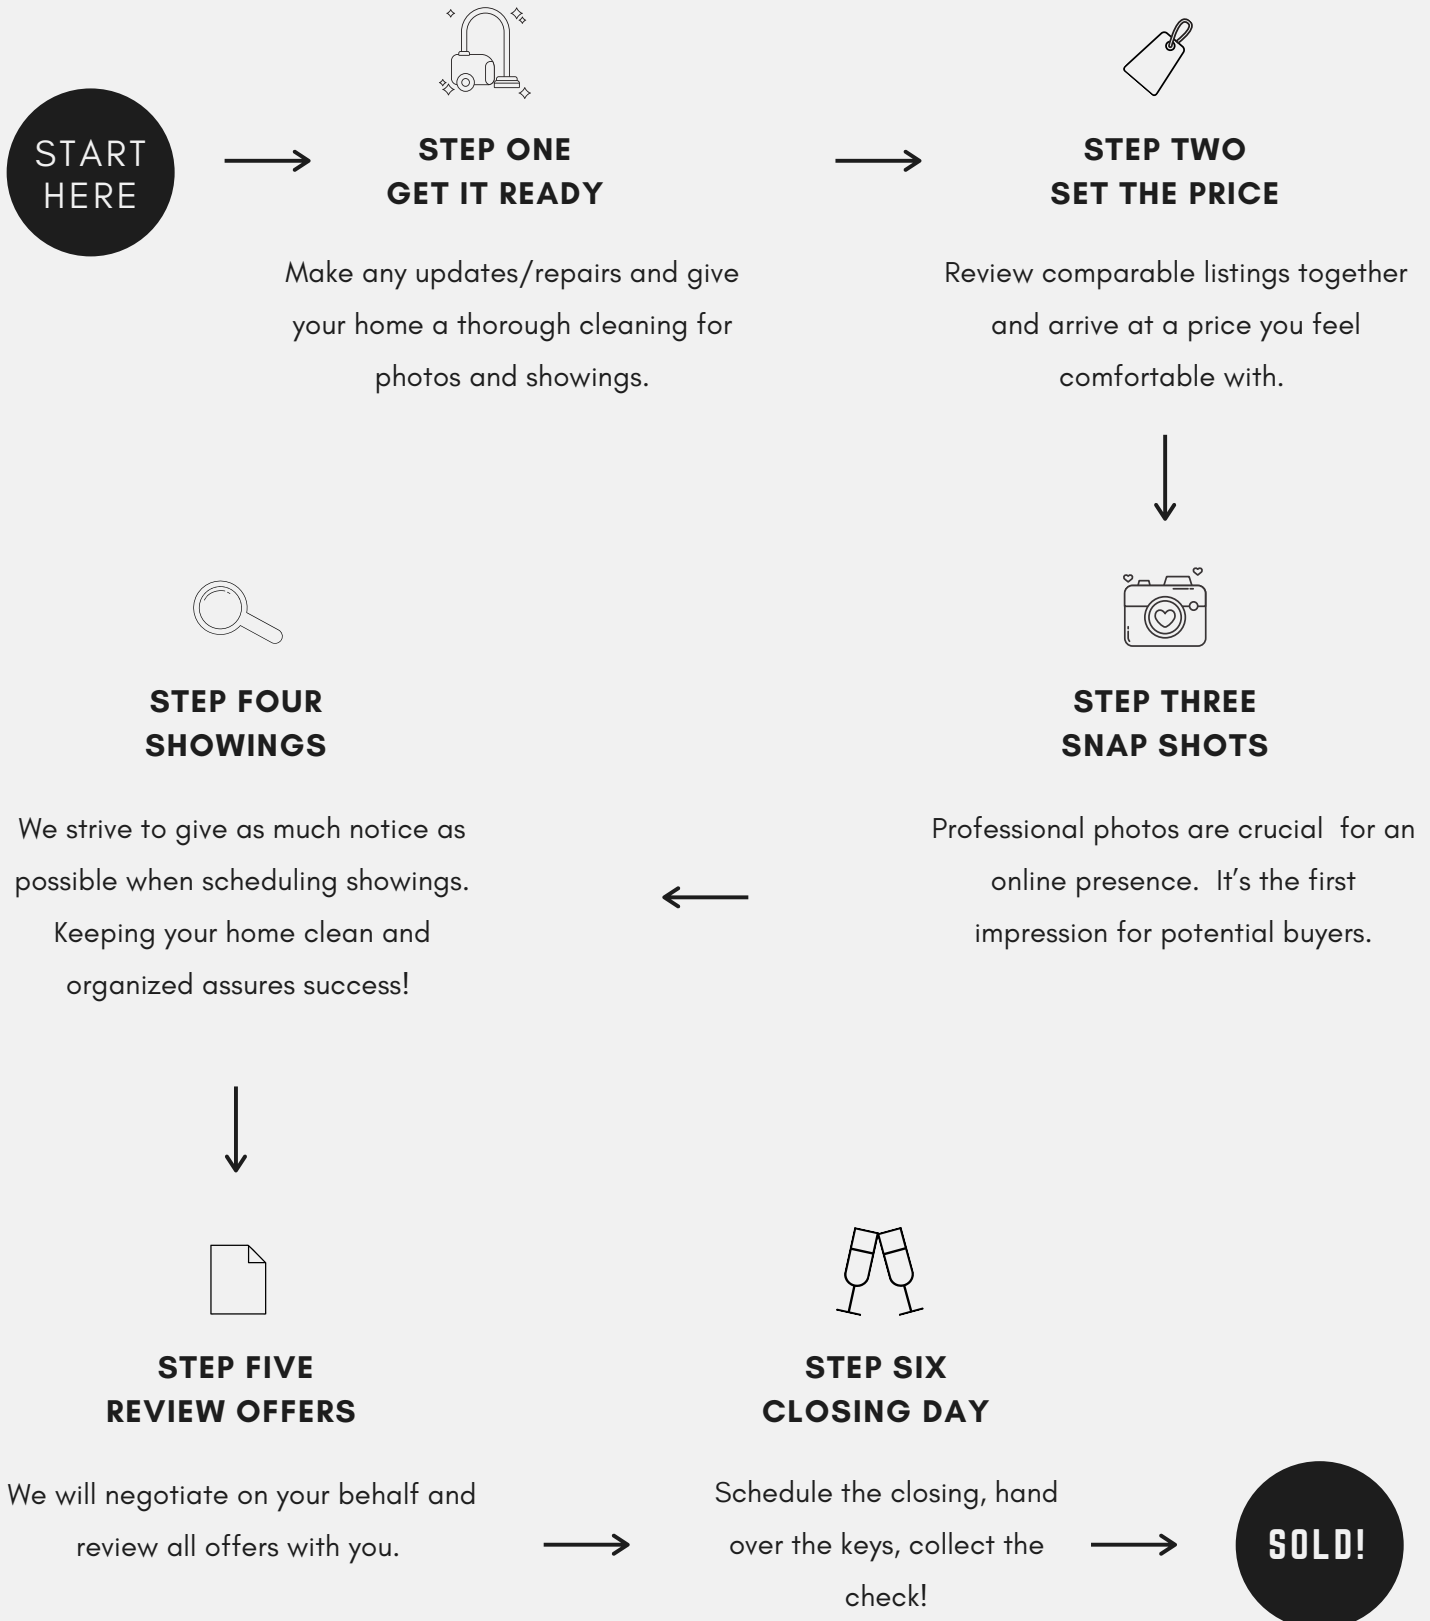 START
HERE
STEP ONE
GET IT READY
Make any updates/repairs and give
your home a thorough cleaning for
photos and showings.
STEP TWO
SET THE PRICE
Review comparable listings together
and arrive at a price you feel
comfortable with.
STEP THREE
SNAP SHOTS
Professional photos are crucial  for an
online presence.  It’s the first
impression for potential buyers.
STEP FOUR
SHOWINGS
We strive to give as much notice as
possible when scheduling showings.
Keeping your home clean and
organized assures success!
STEP FIVE
REVIEW OFFERS
We will negotiate on your behalf and
review all offers with you.
STEP SIX
CLOSING DAY
Schedule the closing, hand
over the keys, collect the
check!
SOLD!